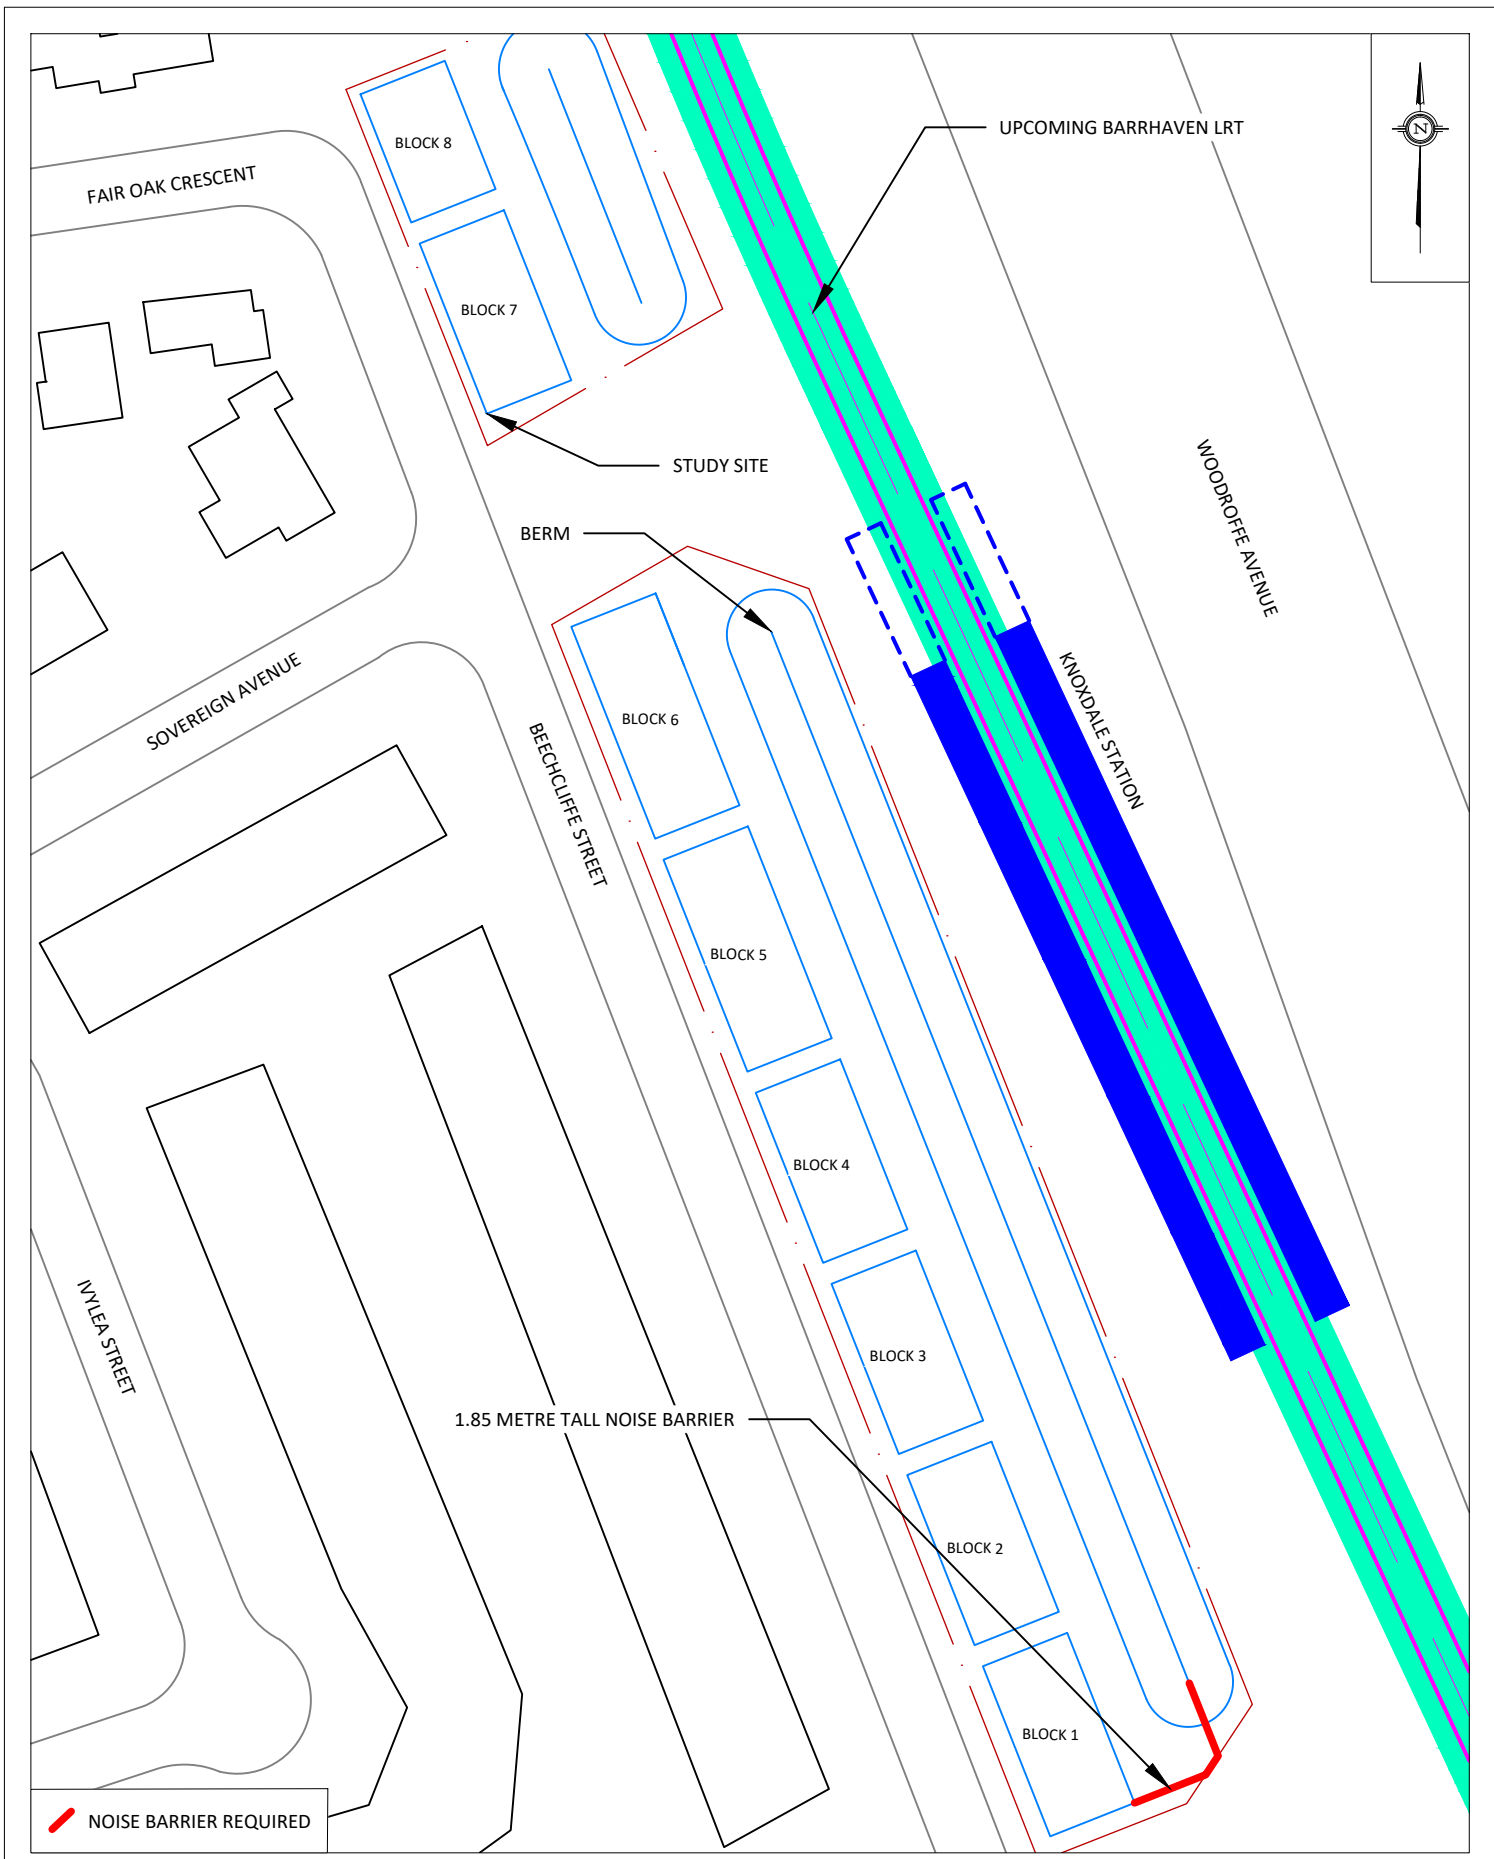 UPCOMING BARRHAVEN LRT
N
BLOCK 8
FAIR OAK CRESCENT
BLOCK 7
STUDY SITE
BERM
WOODROFFE AVENUE
SOVEREIGN AVENUE
BLOCK 6
KNOXDALE STATION
BEECHCLIFFE STREET
BLOCK 5
BLOCK 4
IVYLEA STREET
BLOCK 3
1.85 METRE TALL NOISE BARRIER
BLOCK 2
BLOCK 1
NOISE BARRIER REQUIRED